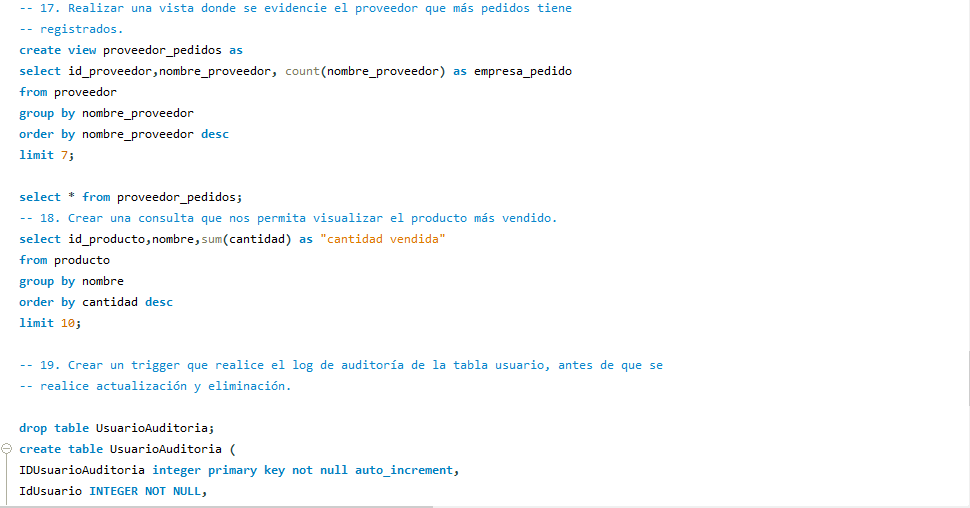 -- 17. Realizar una vista donde se evidencie el proveedor que más pedidos tiene
-- registrados.
create view proveedor_pedidos as
select id_proveedor,nombre_proveedor, count(nombre_proveedor) as empresa_pedido
from proveedor
group by nombre_proveedor
order by nombre_proveedor desc
limit 7;
select * from proveedor_pedidos;
-- 18. Crear una consulta que nos permita visualizar el producto más vendido.
select id_producto,nombre,sum(cantidad) as "cantidad vendida"
from producto
group by nombre
order by cantidad desc
limit 10;
-- 19. Crear un trigger que realice el log de auditoría de la tabla usuario, antes de que se
-- realice actualización y eliminación.
drop table UsuarioAuditoria;
create table UsuarioAuditoria (
IDUsuarioAuditoria integer primary key not null auto_increment,
IdUsuario INTEGER NOT NULL,